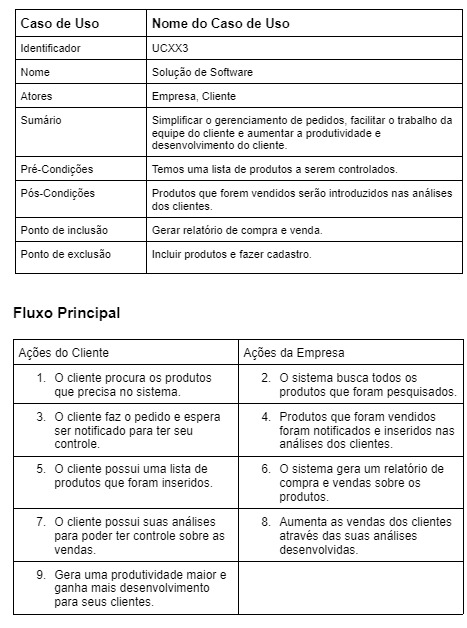 Caso de Uso
Nome do Caso de Uso
Identificador
UCXX3
Nome
Solução de Software
Atores
Empresa, Cliente
Sumário
Simplificar o gerenciamento de pedidos, facilitar o trabalho da
equipe do cliente e aumentar a produtividade e
desenvolvimento do cliente.
Pré-Condições
Temos uma lista de produtos a serem controlados.
Pós-Condições
Produtos que forem vendidos serão introduzidos nas análises
dos clientes.
Ponto de inclusão
Gerar relatório de compra e venda.
Ponto de exclusão
Incluir produtos e fazer cadastro.
Fluxo Principal
Ações do Cliente
Ações da Empresa
1. O cliente procura os produtos
que precisa no sistema.
2. O sistema busca todos os
produtos que foram pesquisados.
3. O cliente faz o pedido e espera
ser notificado para ter seu
controle.
4. Produtos que foram vendidos
foram notificados e inseridos nas
análises dos clientes.
5. O cliente possui uma lista de
produtos que foram inseridos.
6. O sistema gera um relatório de
compra e vendas sobre os
produtos.
7. O cliente possui suas análises
para poder ter controle sobre as
vendas.
8. Aumenta as vendas dos clientes
através das suas análises
desenvolvidas.
9. Gera uma produtividade maior e
ganha mais desenvolvimento
para seus clientes.